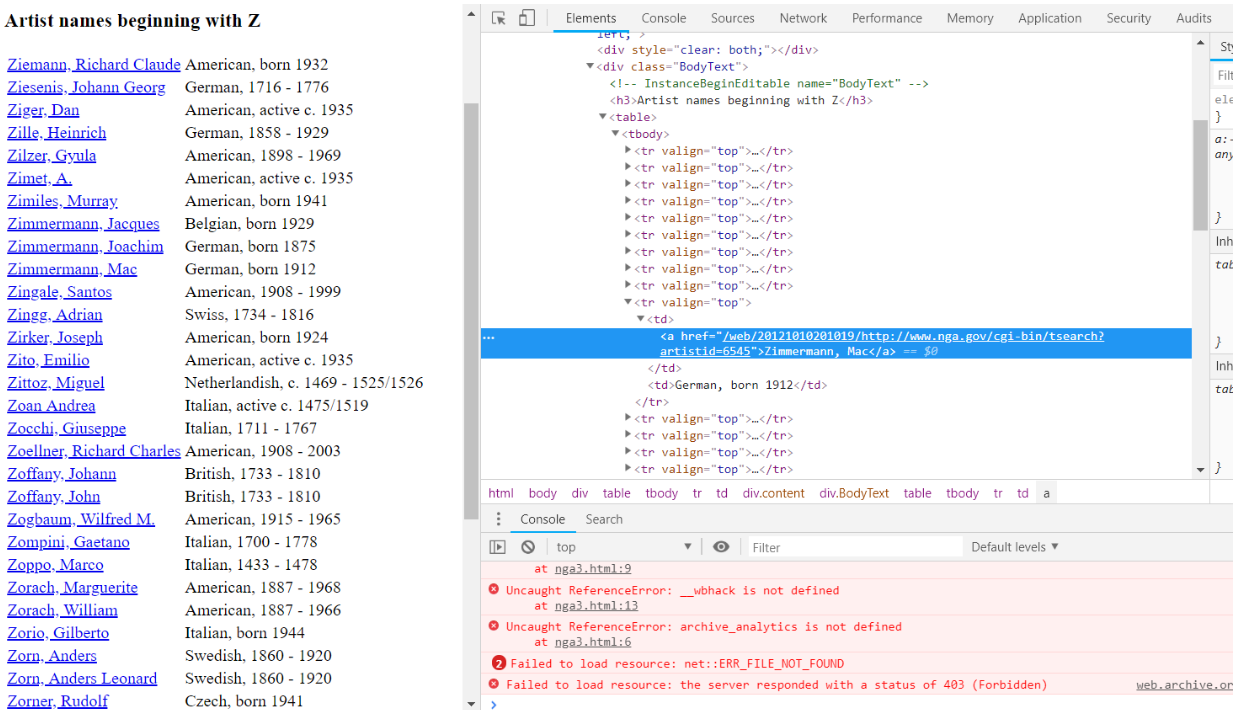 Artist names beginning with Z
Ziemann, Richard Claude American, born 1932
Ziesenis, Johann Georg German, 1716 - 1776
Ziger, Dan American, active c. 1935
Zille, Heinrich German, 1858 - 1929
Zilzer, Gyula American, 1898 - 1969
Zimet, A. American, active c. 1935
Zimiles, Murray American, born 1941
Zimmermann, Jacques Belgian, born 1929
Zimmermann, Joachim German, born 1875
Zimmermann, Mac German, born 1912
Zingale, Santos American, 1908 - 1999
Zingg, Adrian Swiss, 1734 - 1816
Zirker, Joseph American, born 1924
Zito, Emilio American, active c. 1935
Zittoz, Miguel Netherlandish, c. 1469 - 1525/1526
Zoan Andrea Italian, active c. 1475/1519
Zocchi, Giuseppe Italian, 1711 - 1767
Zoellner, Richard Charles American, 1908 - 2003
Zoffany, Johann British, 1733 - 1810
Zoffany, John British, 1733 - 1810
Zogbaum, Wilfred M. American, 1915 - 1965
Zompini, Gaetano Italian, 1700 - 1778
Zoppo, Marco Italian, 1433 - 1478
Zorach, Marguerite American, 1887 - 1968
Zorach, William American, 1887 - 1966
Zorio, Gilberto Italian, born 1944
Zorn, Anders Swedish, 1860 - 1920
Zorn, Anders Leonard Swedish, 1860 - 1920
Zorner, Rudolf Czech, born 1941
Elements Console Sources Network Performance Memory Application Security Audits
left; >
<div style="clear: both;"></div>
▼<div class="BodyText">
<!-- InstanceBeginEditable name="BodyText" -->
<h3>Artist names beginning with Z</h3>
▼<table>
▼<tbody>
▶<tr valign="top">…</tr>
▶<tr valign="top">…</tr>
▶<tr valign="top">…</tr>
▶<tr valign="top">…</tr>
▶<tr valign="top">…</tr>
▶<tr valign="top">…</tr>
▶<tr valign="top">…</tr>
▶<tr valign="top">…</tr>
▶<tr valign="top">…</tr>
▼<tr valign="top">
▼<td>
… <a href="/web/20121010201019/http://www.nga.gov/cgi-bin/tsearch?
artistid=6545">Zimmermann, Mac</a> == $0
</td>
<td>German, born 1912</td>
</tr>
▶<tr valign="top">…</tr>
▶<tr valign="top">…</tr>
▶<tr valign="top">…</tr>
▶<tr valign="top">…</tr>
html body div table tbody tr td div.content div.BodyText table tbody tr td a
Sty
Filt
ele
}
a:-
any
}
Inh
tab
}
Inh
tab
}
Console Search
top ▼ Filter Default levels ▼
at nga3.html:9
Uncaught ReferenceError: __wbhack is not defined
at nga3.html:13
Uncaught ReferenceError: archive_analytics is not defined
at nga3.html:6
2 Failed to load resource: net::ERR_FILE_NOT_FOUND
Failed to load resource: the server responded with a status of 403 (Forbidden) web.archive.or
>